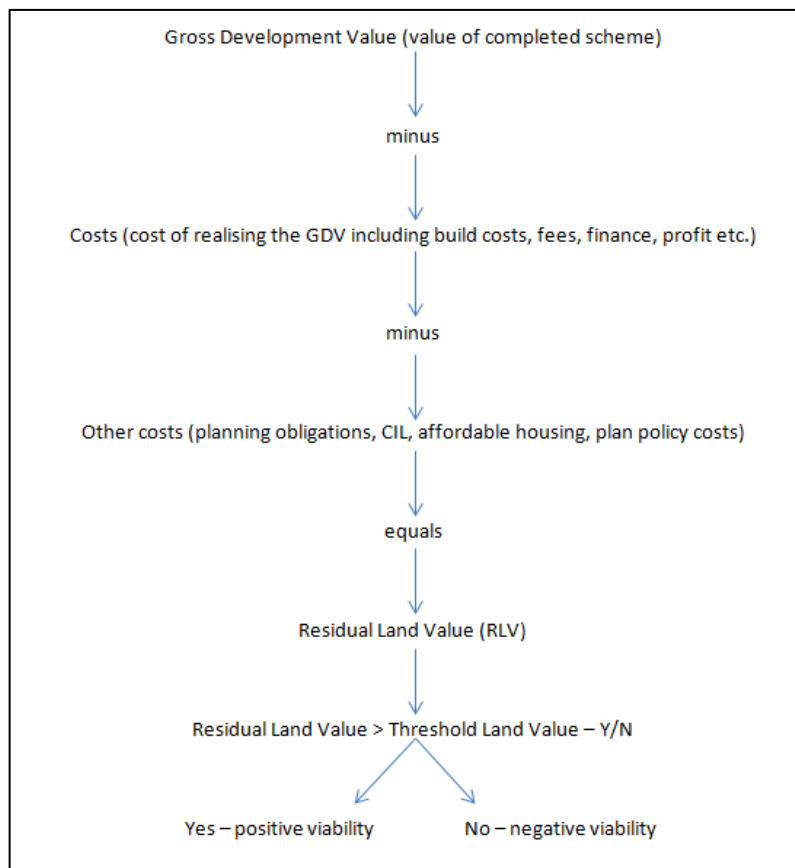 Gross Development Value (value of completed scheme)
minus
Costs (cost of realising the GDV including build costs, fees, finance, profit etc.)
minus
Other costs (planning obligations, CIL, affordable housing, plan policy costs)
equals
Residual Land Value (RLV)
Residual Land Value > Threshold Land Value – Y/N
Yes – positive viability
No – negative viability